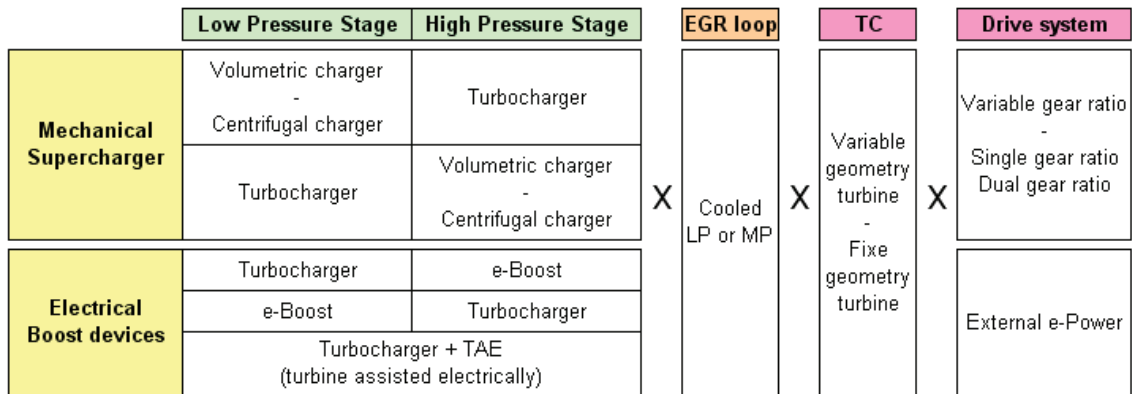 Low Pressure Stage High Pressure Stage EGR loop TC Drive system
Mechanical
Supercharger
Volumetric charger
-
Centrifugal charger
Turbocharger
Turbocharger
Volumetric charger
-
Centrifugal charger
Electrical
Boost devices
Turbocharger e-Boost
e-Boost Turbocharger
Turbocharger + TAE
(turbine assisted electrically)
X
Cooled
LP or MP
X
Variable
geometry
turbine
-
Fixe
geometry
turbine
X
Variable gear ratio
-
Single gear ratio
Dual gear ratio
External e-Power